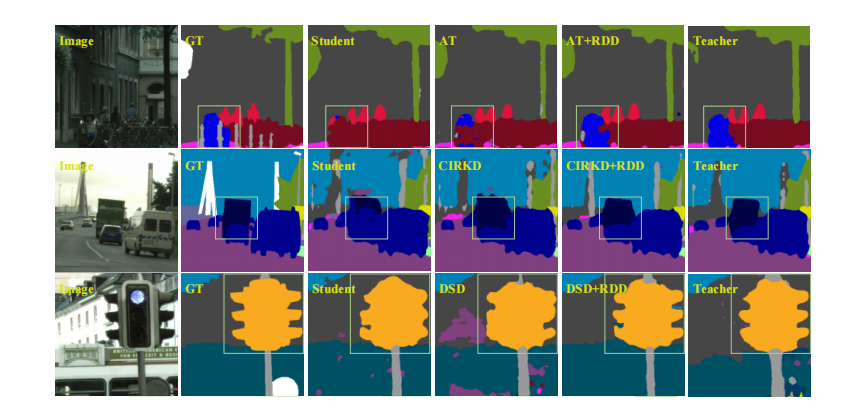 Image GT Student AT AT+RDD Teacher
Image GT Student CIRKD CIRKD+RDD Teacher
Image GT Student DSD DSD+RDD Teacher